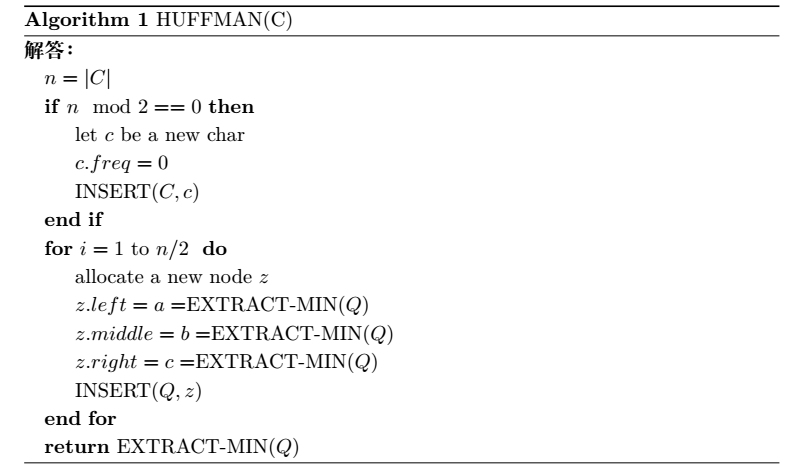 Algorithm 1 HUFFMAN(C)
解答：
n = |C|
if n mod 2 == 0 then
let c be a new char
c.freq = 0
INSERT(C, c)
end if
for i = 1 to n/2 do
allocate a new node z
z.left = a =EXTRACT-MIN(Q)
z.middle = b =EXTRACT-MIN(Q)
z.right = c =EXTRACT-MIN(Q)
INSERT(Q, z)
end for
return EXTRACT-MIN(Q)